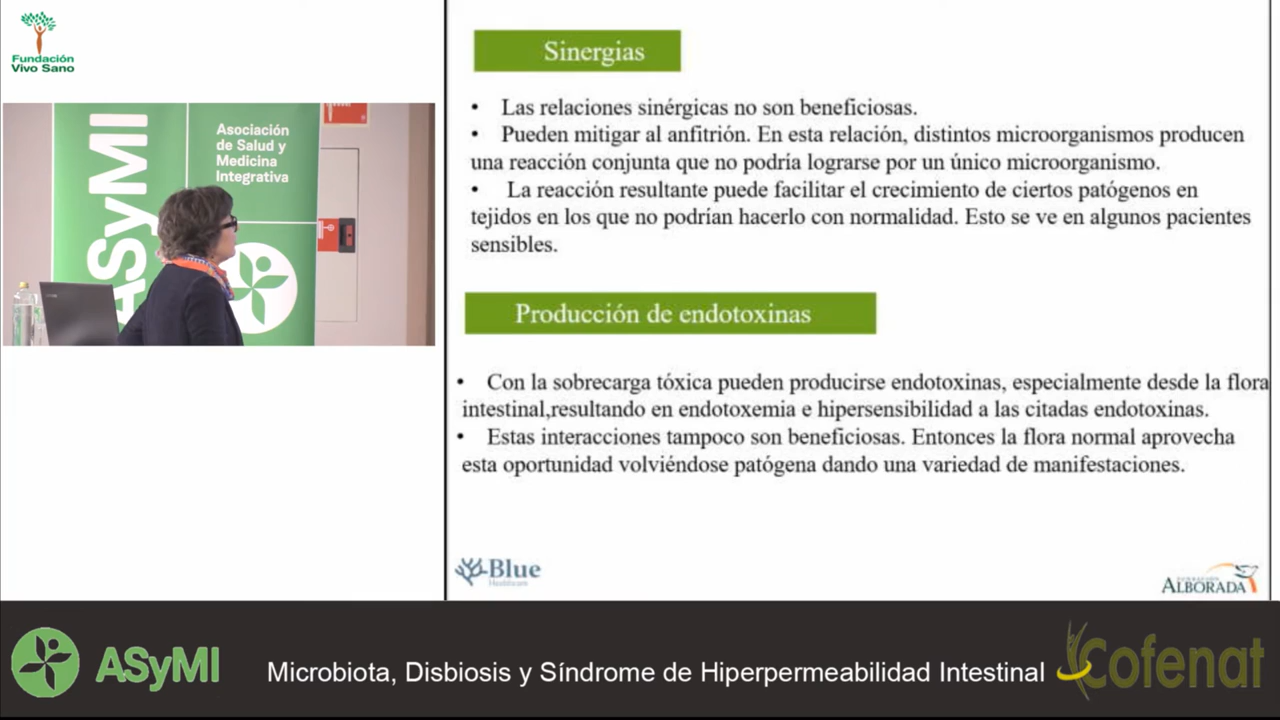 Fundación
Vivo Sano
ASyMI
Asociación
de Salud y
Medicina
Integrativa
Sinergias
• Las relaciones sinérgicas no son beneficiosas.
• Pueden mitigar al anfitrión. En esta relación, distintos microorganismos producen
una reacción conjunta que no podría lograrse por un único microorganismo.
• La reacción resultante puede facilitar el crecimiento de ciertos patógenos en
tejidos en los que no podrían hacerlo con normalidad. Esto se ve en algunos pacientes
sensibles.
Producción de endotoxinas
• Con la sobrecarga tóxica pueden producirse endotoxinas, especialmente desde la flora
intestinal,resultando en endotoxemia e hipersensibilidad a las citadas endotoxinas.
• Estas interacciones tampoco son beneficiosas. Entonces la flora normal aprovecha
esta oportunidad volviéndose patógena dando una variedad de manifestaciones.
Blue
Healthcare
FUNDACIÓN
ALBORADA
ASyMI
Microbiota, Disbiosis y Síndrome de Hiperpermeabilidad Intestinal
Cofenat